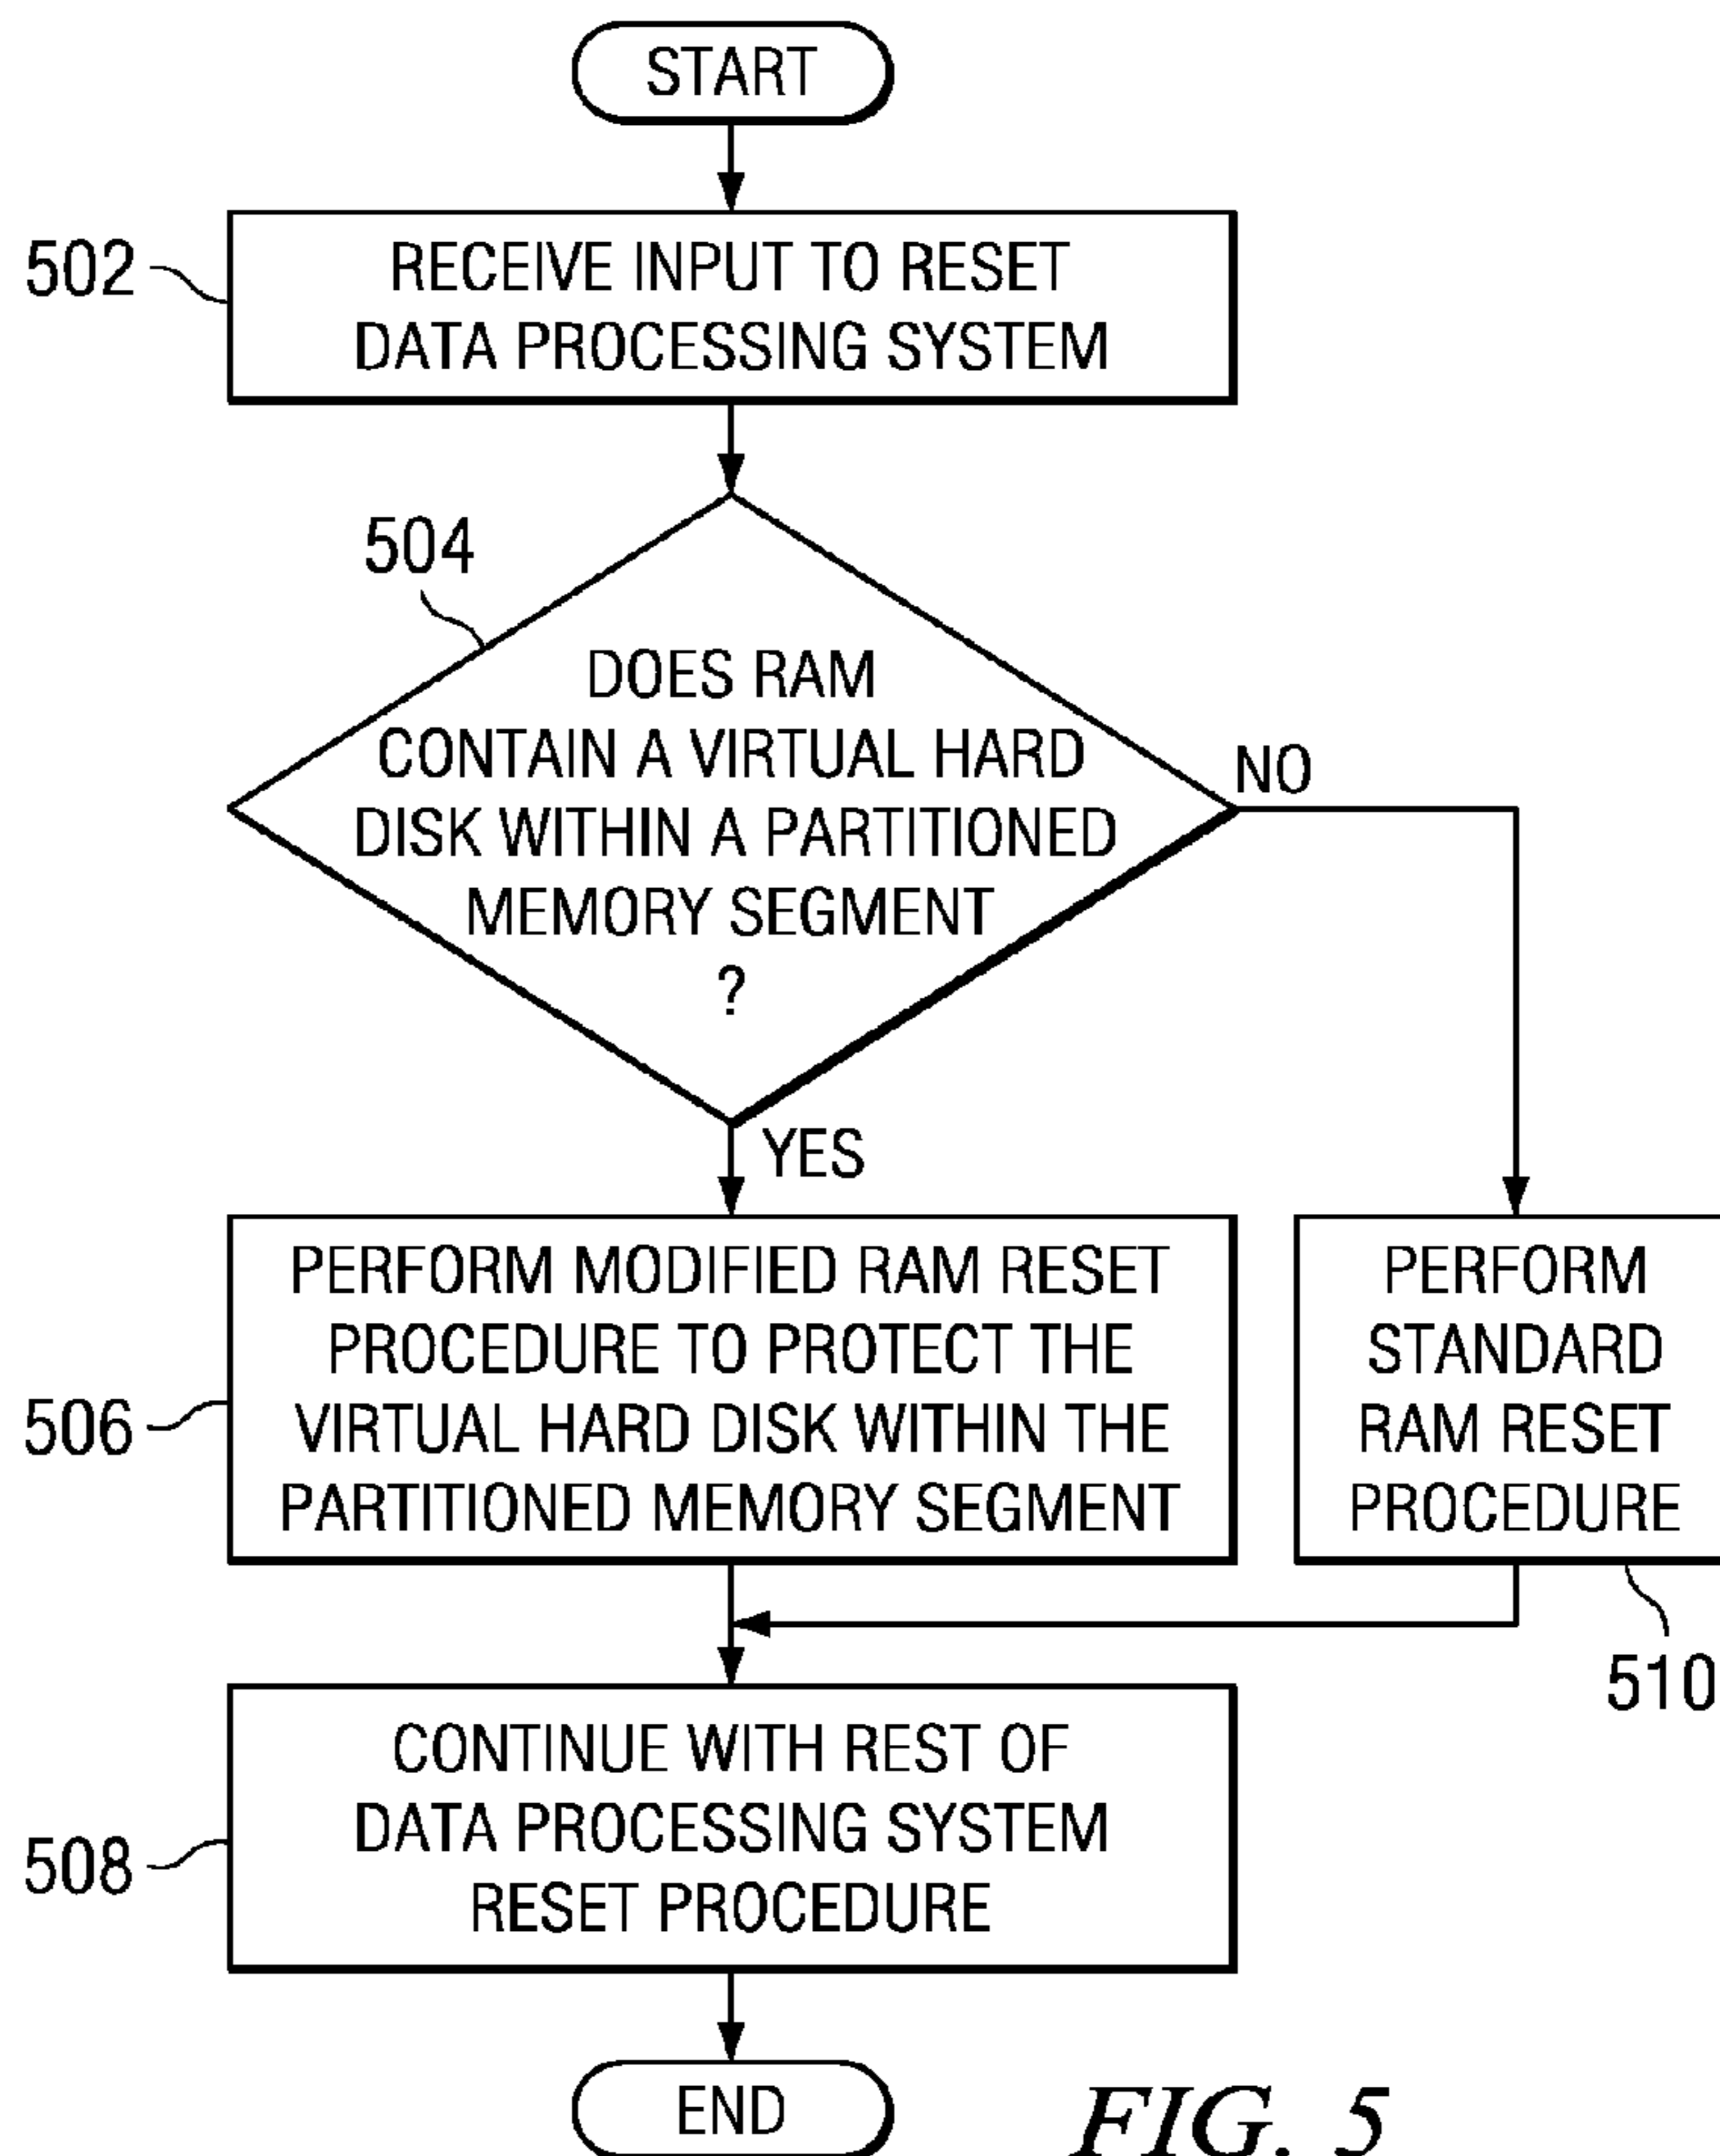 START
502
RECEIVE INPUT TO RESET
DATA PROCESSING SYSTEM
504
DOES RAM
CONTAIN A VIRTUAL HARD
DISK WITHIN A PARTITIONED
MEMORY SEGMENT
?
NO
YES
506
PERFORM MODIFIED RAM RESET
PROCEDURE TO PROTECT THE
VIRTUAL HARD DISK WITHIN THE
PARTITIONED MEMORY SEGMENT
PERFORM
STANDARD
RAM RESET
PROCEDURE
510
508
CONTINUE WITH REST OF
DATA PROCESSING SYSTEM
RESET PROCEDURE
END
FIG. 5